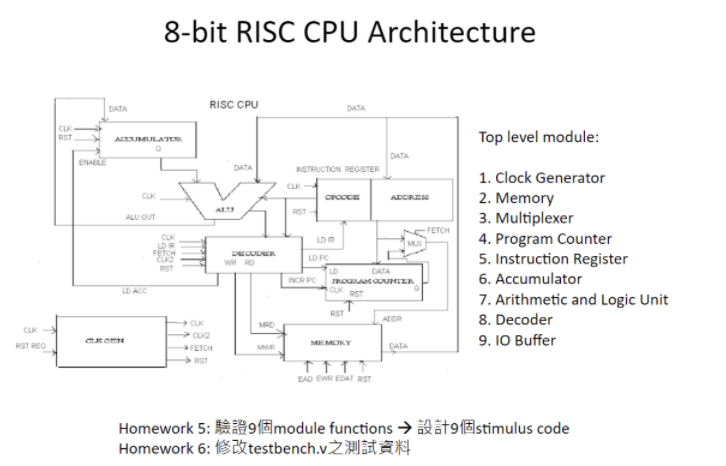 8-bit RISC CPU Architecture
RISC CPU
DATA
DATA
CLK
RST
ACCUMULATOR
Q
ENABLE
DATA
DATA
INSTRUCTION REGISTER
CLK
OPCODE
ADDRESS
RST
CLK
ALU
ALU OUT
FETCH
MUX
CLK
LD IR
FETCH
CLK2
RST
DECODER
WR RD
LD IR
LD PC
INCR PC
LD ACC
LD
DATA
PROGRAM COUNTER
Q
CLK
RST
RST
ADDR
CLK
RST REQ
CLK GEN
CLK
CLK2
FETCH
RST
MRD
MWR
MEMORY
DATA
EAD EWR EDAT RST
Top level module:
1. Clock Generator
2. Memory
3. Multiplexer
4. Program Counter
5. Instruction Register
6. Accumulator
7. Arithmetic and Logic Unit
8. Decoder
9. IO Buffer
Homework 5: 驗證9個module functions → 設計9個stimulus code
Homework 6: 修改testbench.v之測試資料